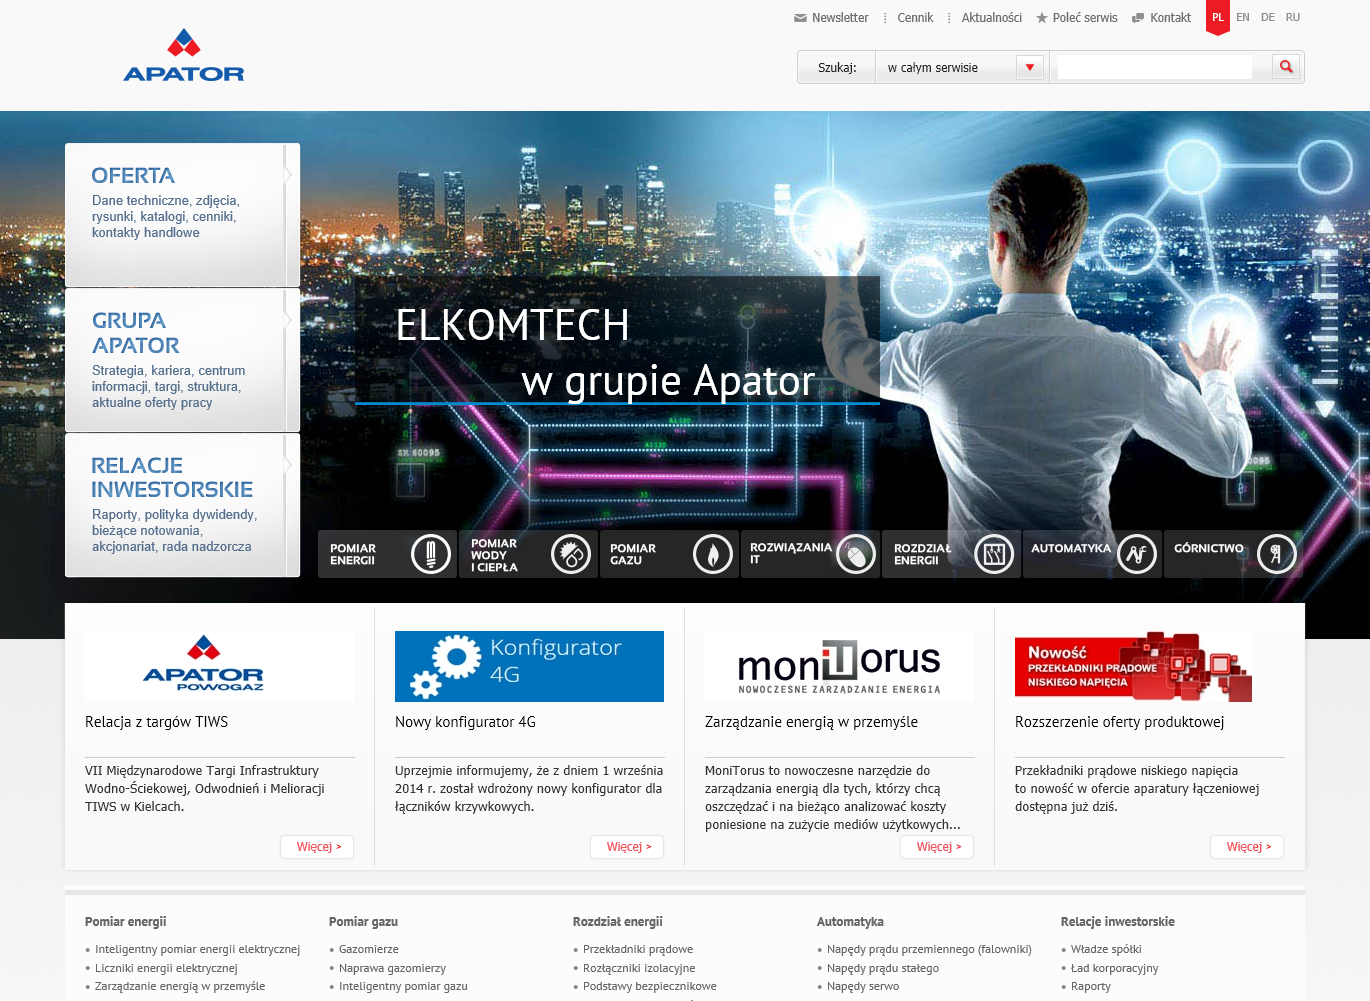 Newsletter
Cennik
Aktualności
Poleć serwis
Kontakt
PL
EN
DE
RU
APATOR
Szukaj:
w całym serwisie
OFERTA
Dane techniczne, zdjęcia,
rysunki, katalogi, cenniki,
kontakty handlowe
GRUPA
APATOR
Strategia, kariera, centrum
informacji, targi, struktura,
aktualne oferty pracy
RELACJE
INWESTORSKIE
Raporty, polityka dywidendy,
bieżące notowania,
akcjonariat, rada nadzorcza
ELKOMTECH
w grupie Apator
A1120
A1120
XK 60095
POMIAR
ENERGII
POMIAR
WODY
I CIEPŁA
POMIAR
GAZU
ROZWIĄZANIA
IT
ROZDZIAŁ
ENERGII
AUTOMATYKA
GÓRNICTWO
APATOR
POWOGAZ
Relacja z targów TIWS
VII Międzynarodowe Targi Infrastruktury
Wodno-Ściekowej, Odwodnień i Melioracji
TIWS w Kielcach.
Więcej >
Konfigurator
4G
Nowy konfigurator 4G
Uprzejmie informujemy, że z dniem 1 września
2014 r. został wdrożony nowy konfigurator dla
łączników krzywkowych.
Więcej >
moniTorus
NOWOCZESNE ZARZĄDZANIE ENERGIĄ
Zarządzanie energią w przemyśle
MoniTorus to nowoczesne narzędzie do
zarządzania energią dla tych, którzy chcą
oszczędzać i na bieżąco analizować koszty
poniesione na zużycie mediów użytkowych...
Więcej >
Nowość
PRZEKŁADNIKI PRĄDOWE
NISKIEGO NAPIĘCIA
Rozszerzenie oferty produktowej
Przekładniki prądowe niskiego napięcia
to nowość w ofercie aparatury łączeniowej
dostępna już dziś.
Więcej >
Pomiar energii
Inteligentny pomiar energii elektrycznej
Liczniki energii elektrycznej
Zarządzanie energią w przemyśle
Pomiar gazu
Gazomierze
Naprawa gazomierzy
Inteligentny pomiar gazu
Rozdział energii
Przekładniki prądowe
Rozłączniki izolacyjne
Podstawy bezpiecznikowe
Automatyka
Napędy prądu przemiennego (falowniki)
Napędy prądu stałego
Napędy serwo
Relacje inwestorskie
Władze spółki
Ład korporacyjny
Raporty